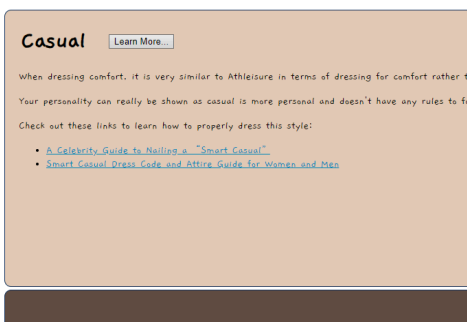 Casual
Learn More...
When dressing comfort, it is very similar to Athleisure in terms of dressing for comfort rather
Your personality can really be shown as casual is more personal and doesn't have any rules to
Check out these links to learn how to properly dress this style:
A Celebrity Guide to Nailing a "Smart Casual"
Smart Casual Dress Code and Attire Guide for Women and Men